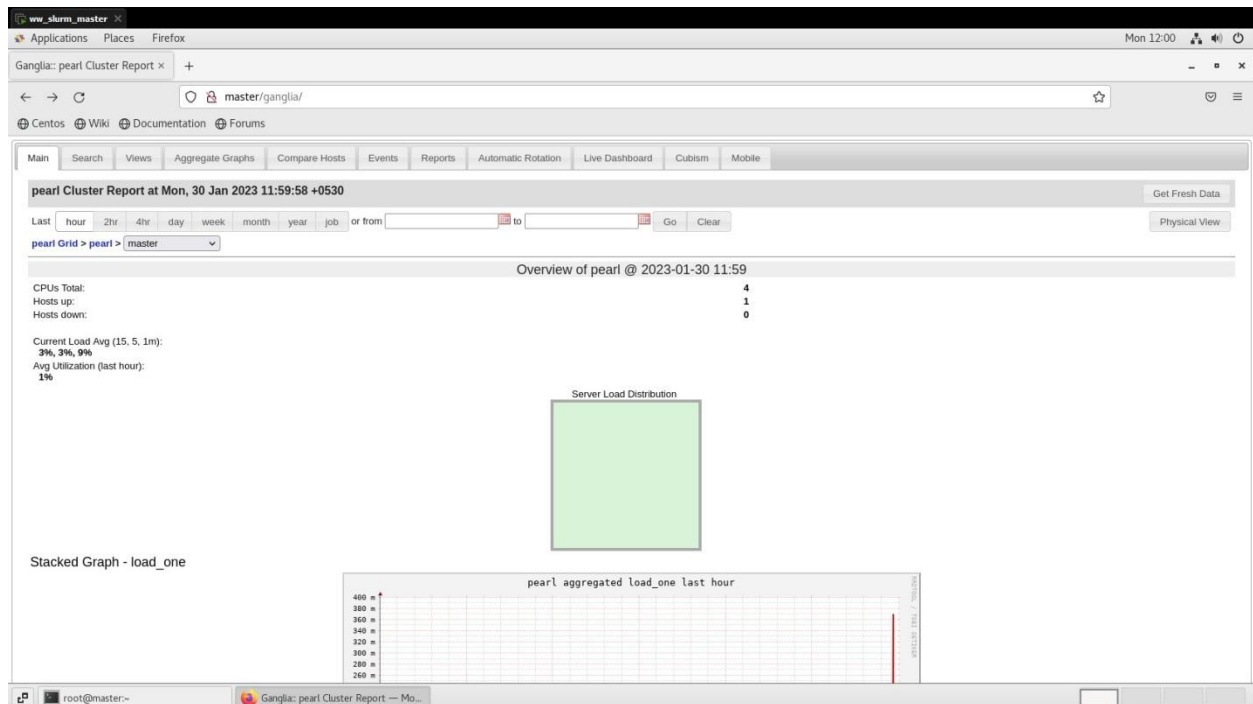 ww_slurm_master ×
Applications Places Firefox Mon 12:00
Ganglia:: pearl Cluster Report × +
master/ganglia/
Centos Wiki Documentation Forums
Main Search Views Aggregate Graphs Compare Hosts Events Reports Automatic Rotation Live Dashboard Cubism Mobile
pearl Cluster Report at Mon, 30 Jan 2023 11:59:58 +0530 Get Fresh Data
Last hour 2hr 4hr day week month year job or from to Go Clear Physical View
pearl Grid > pearl > master
Overview of pearl @ 2023-01-30 11:59
CPUs Total: 4
Hosts up: 1
Hosts down: 0
Current Load Avg (15, 5, 1m):
3%, 3%, 9%
Avg Utilization (last hour):
1%
Server Load Distribution
Stacked Graph - load_one
pearl aggregated load_one last hour
400 m
380 m
360 m
340 m
320 m
300 m
280 m
260 m
RRDTOOL / TOBI OETIKER
root@master:~ Ganglia:: pearl Cluster Report — Mo...